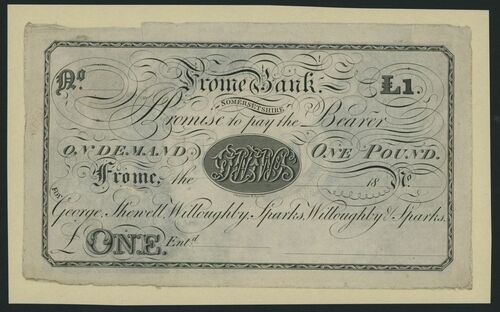 No. Frome Bank. £1.
SOMERSETSHIRE
Promise to pay the Bearer
ON DEMAND, ONE POUND.
Frome, the 18 No.
FOR George, Shewell, Willoughby, Sparks, Willoughby & Sparks.
£ ONE. Entd.